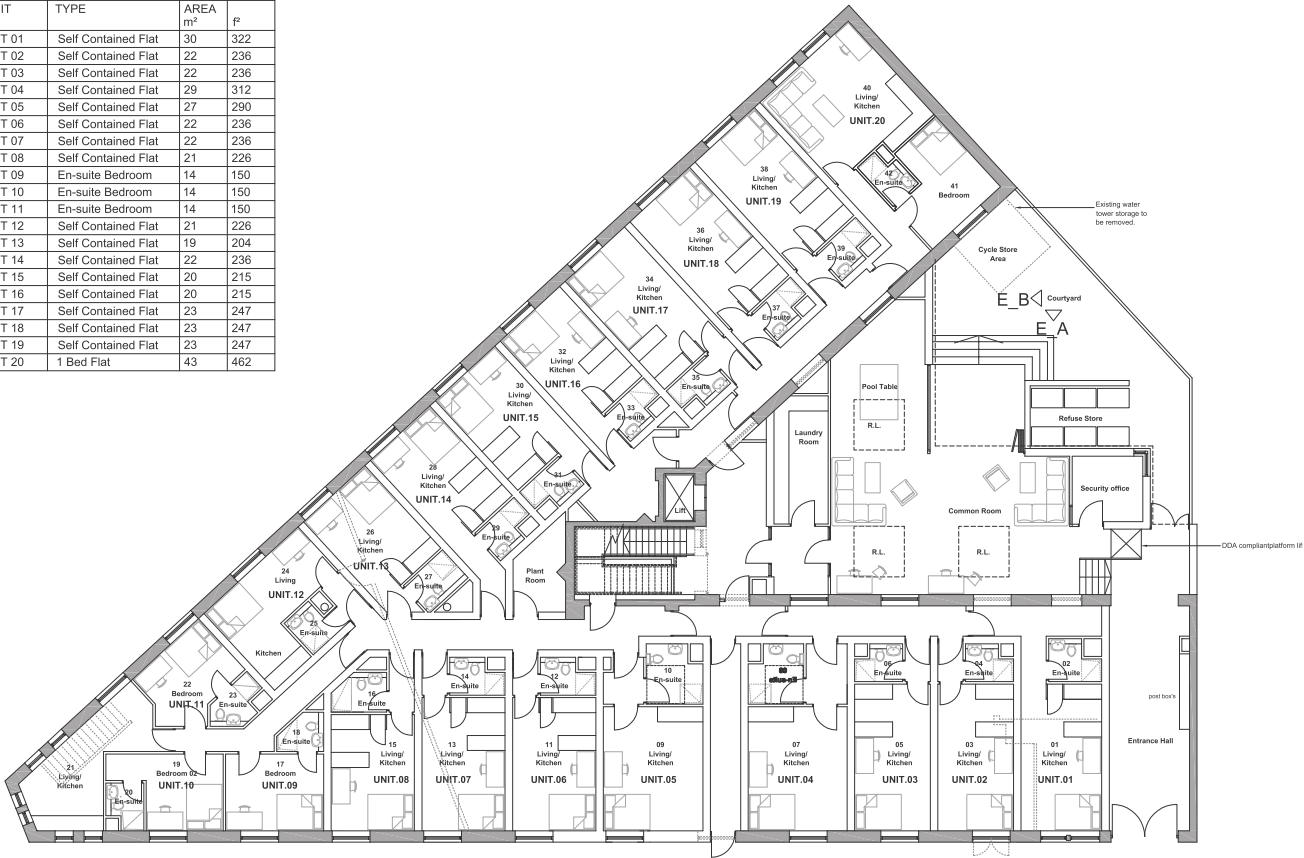 IT TYPE AREA
m² f²
T 01 Self Contained Flat 30 322
T 02 Self Contained Flat 22 236
T 03 Self Contained Flat 22 236
T 04 Self Contained Flat 29 312
T 05 Self Contained Flat 27 290
T 06 Self Contained Flat 22 236
T 07 Self Contained Flat 22 236
T 08 Self Contained Flat 21 226
T 09 En-suite Bedroom 14 150
T 10 En-suite Bedroom 14 150
T 11 En-suite Bedroom 14 150
T 12 Self Contained Flat 21 226
T 13 Self Contained Flat 19 204
T 14 Self Contained Flat 22 236
T 15 Self Contained Flat 20 215
T 16 Self Contained Flat 20 215
T 17 Self Contained Flat 23 247
T 18 Self Contained Flat 23 247
T 19 Self Contained Flat 23 247
T 20 1 Bed Flat 43 462
40
Living/
Kitchen
UNIT.20
42
En-suite
41
Bedroom
38
Living/
Kitchen
UNIT.19
39
En-suite
36
Living/
Kitchen
UNIT.18
37
En-suite
34
Living/
Kitchen
UNIT.17
35
En-suite
32
Living/
Kitchen
UNIT.16
33
En-suite
30
Living/
Kitchen
UNIT.15
31
En-suite
28
Living/
Kitchen
UNIT.14
29
En-suite
26
Living/
Kitchen
UNIT.13
27
En-suite
24
Living
UNIT.12
25
En-suite
Kitchen
22
Bedroom
UNIT.11
23
En-suite
21
Living/
Kitchen
20
En-suite
19
Bedroom 02
UNIT.10
18
En-suite
17
Bedroom
UNIT.09
16
En-suite
15
Living/
Kitchen
UNIT.08
14
En-suite
13
Living/
Kitchen
UNIT.07
12
En-suite
11
Living/
Kitchen
UNIT.06
10
En-suite
09
Living/
Kitchen
UNIT.05
07
Living/
Kitchen
UNIT.04
06
En-suite
05
Living/
Kitchen
UNIT.03
04
En-suite
03
Living/
Kitchen
UNIT.02
02
En-suite
01
Living/
Kitchen
UNIT.01
Existing water
tower storage to
be removed.
Cycle Store
Area
E_B
Courtyard
E_A
Pool Table
R.L.
Laundry
Room
Refuse Store
Security office
Common Room
R.L.
R.L.
Lift
Plant
Room
DDA compliantplatform lif
post box's
Entrance Hall